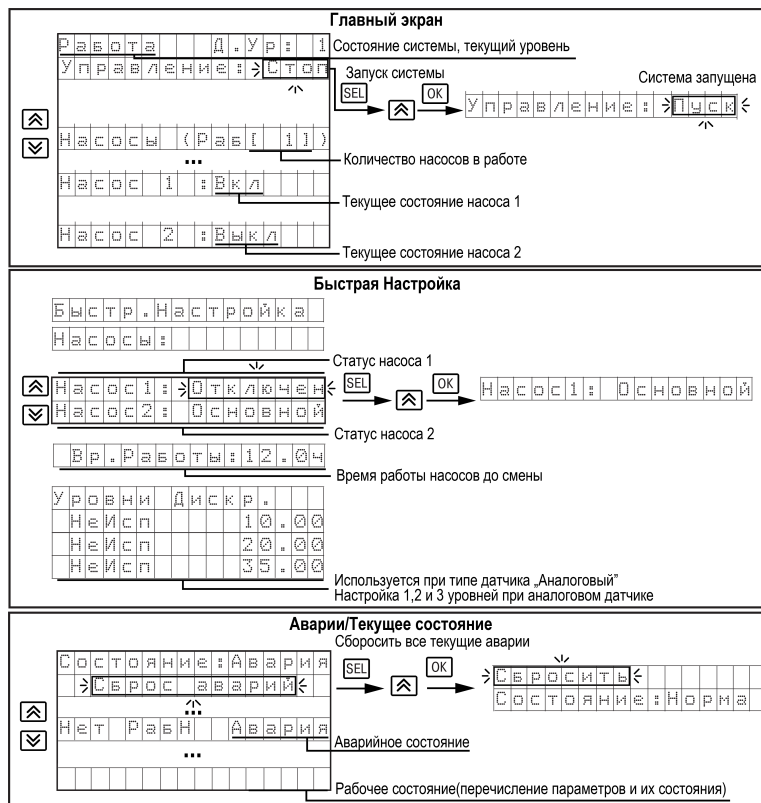 Главный экран
Работа Д.Ур: 1
Состояние системы, текущий уровень
Управление: Стоп
Запуск системы
Система запущена
SEL
OK
Управление: Пуск
Насосы (Раб[ 1])
Количество насосов в работе
...
Насос 1 :Вкл
Текущее состояние насоса 1
Насос 2 :Выкл
Текущее состояние насоса 2
Быстрая Настройка
Быстр.Настройка
Насосы:
Статус насоса 1
Насос1: Отключен
SEL
OK
Насос1: Основной
Насос2: Основной
Статус насоса 2
Вр.Работы:12.0ч
Время работы насосов до смены
Уровни Дискр.
НеИсп 10.00
НеИсп 20.00
НеИсп 35.00
Используется при типе датчика „Аналоговый”
Настройка 1,2 и 3 уровней при аналоговом датчике
Аварии/Текущее состояние
Сбросить все текущие аварии
Состояние:Авария
SEL
OK
Сбросить
Сброс аварий
Состояние:Норма
...
Нет РабН Авария
Аварийное состояние
...
Рабочее состояние(перечисление параметров и их состояния)